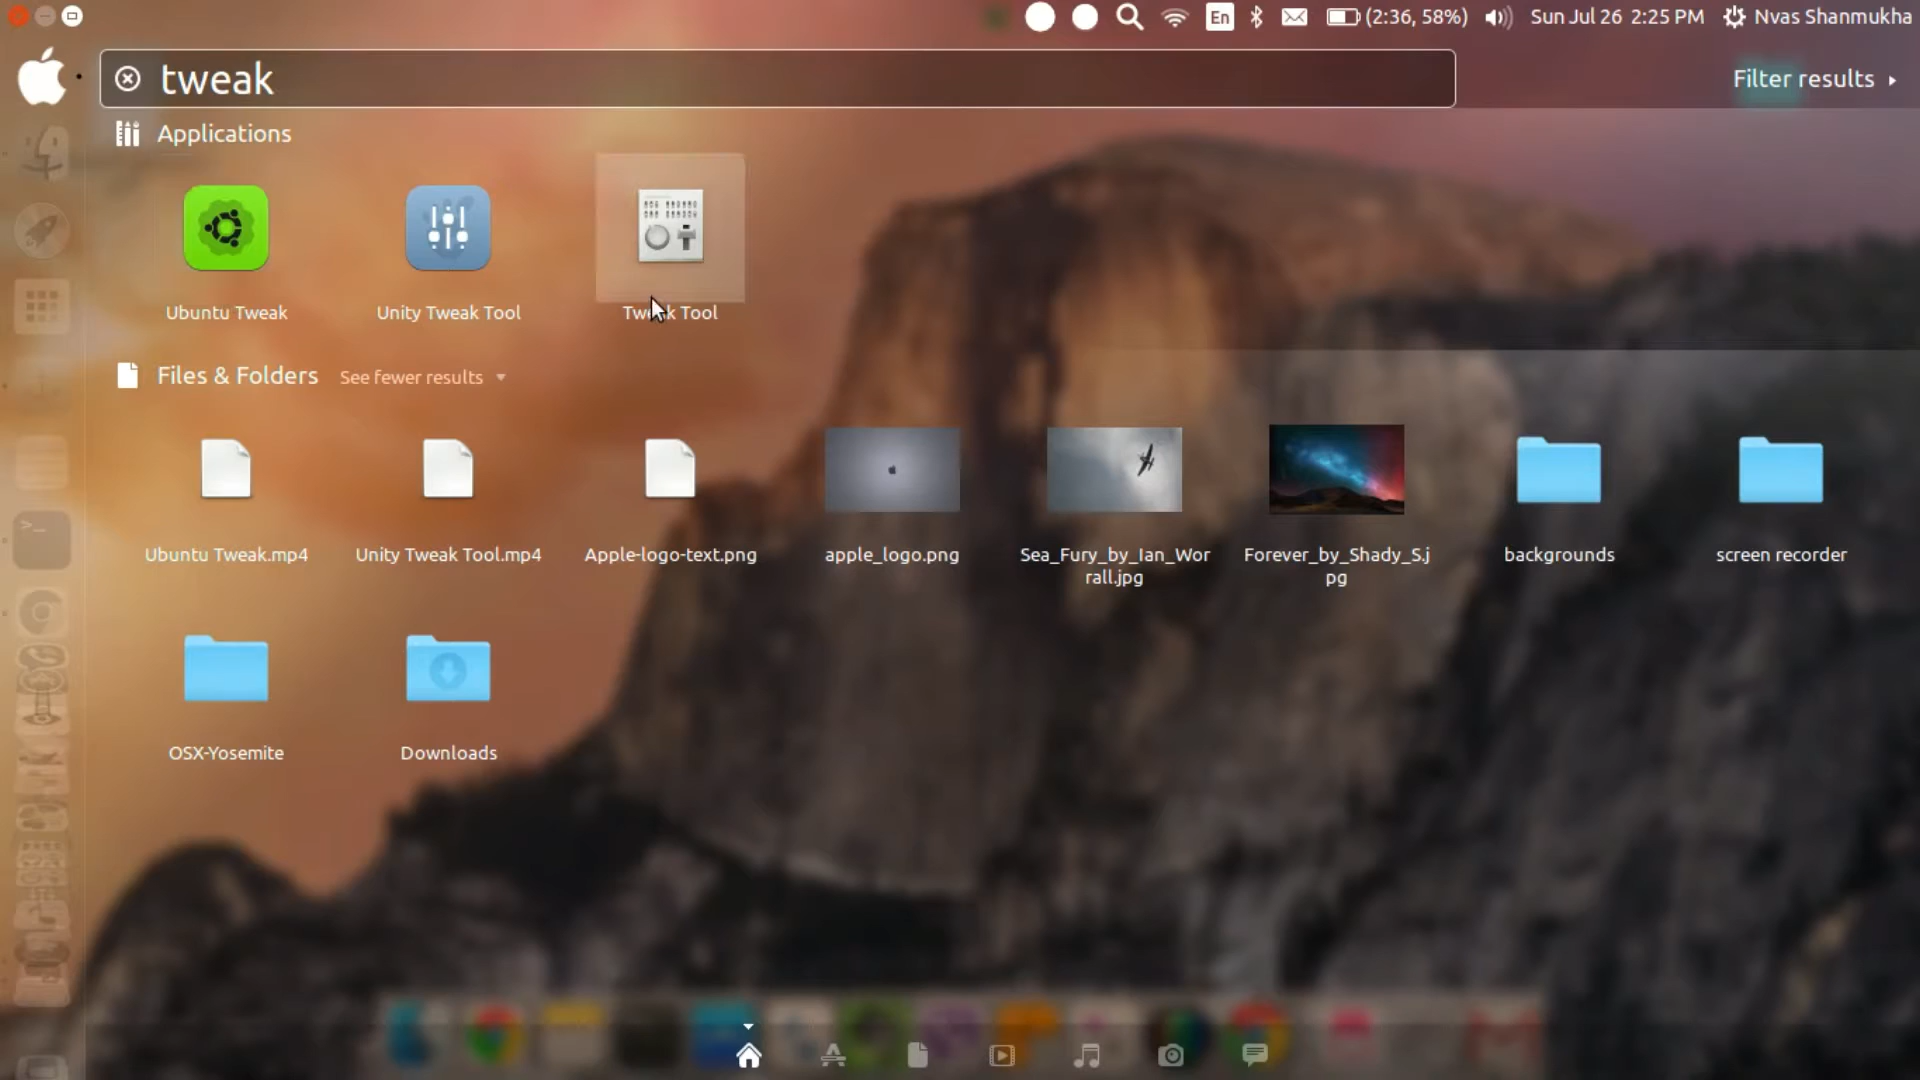 En
(2:36, 58%)
Sun Jul 26 2:25 PM
Nvas Shanmukha
tweak
Filter results
Applications
Ubuntu Tweak
Unity Tweak Tool
Tweak Tool
Files & Folders
See fewer results
Ubuntu Tweak.mp4
Unity Tweak Tool.mp4
Apple-logo-text.png
apple_logo.png
Sea_Fury_by_Ian_Wor
rall.jpg
Forever_by_Shady_S.j
pg
backgrounds
screen recorder
OSX-Yosemite
Downloads